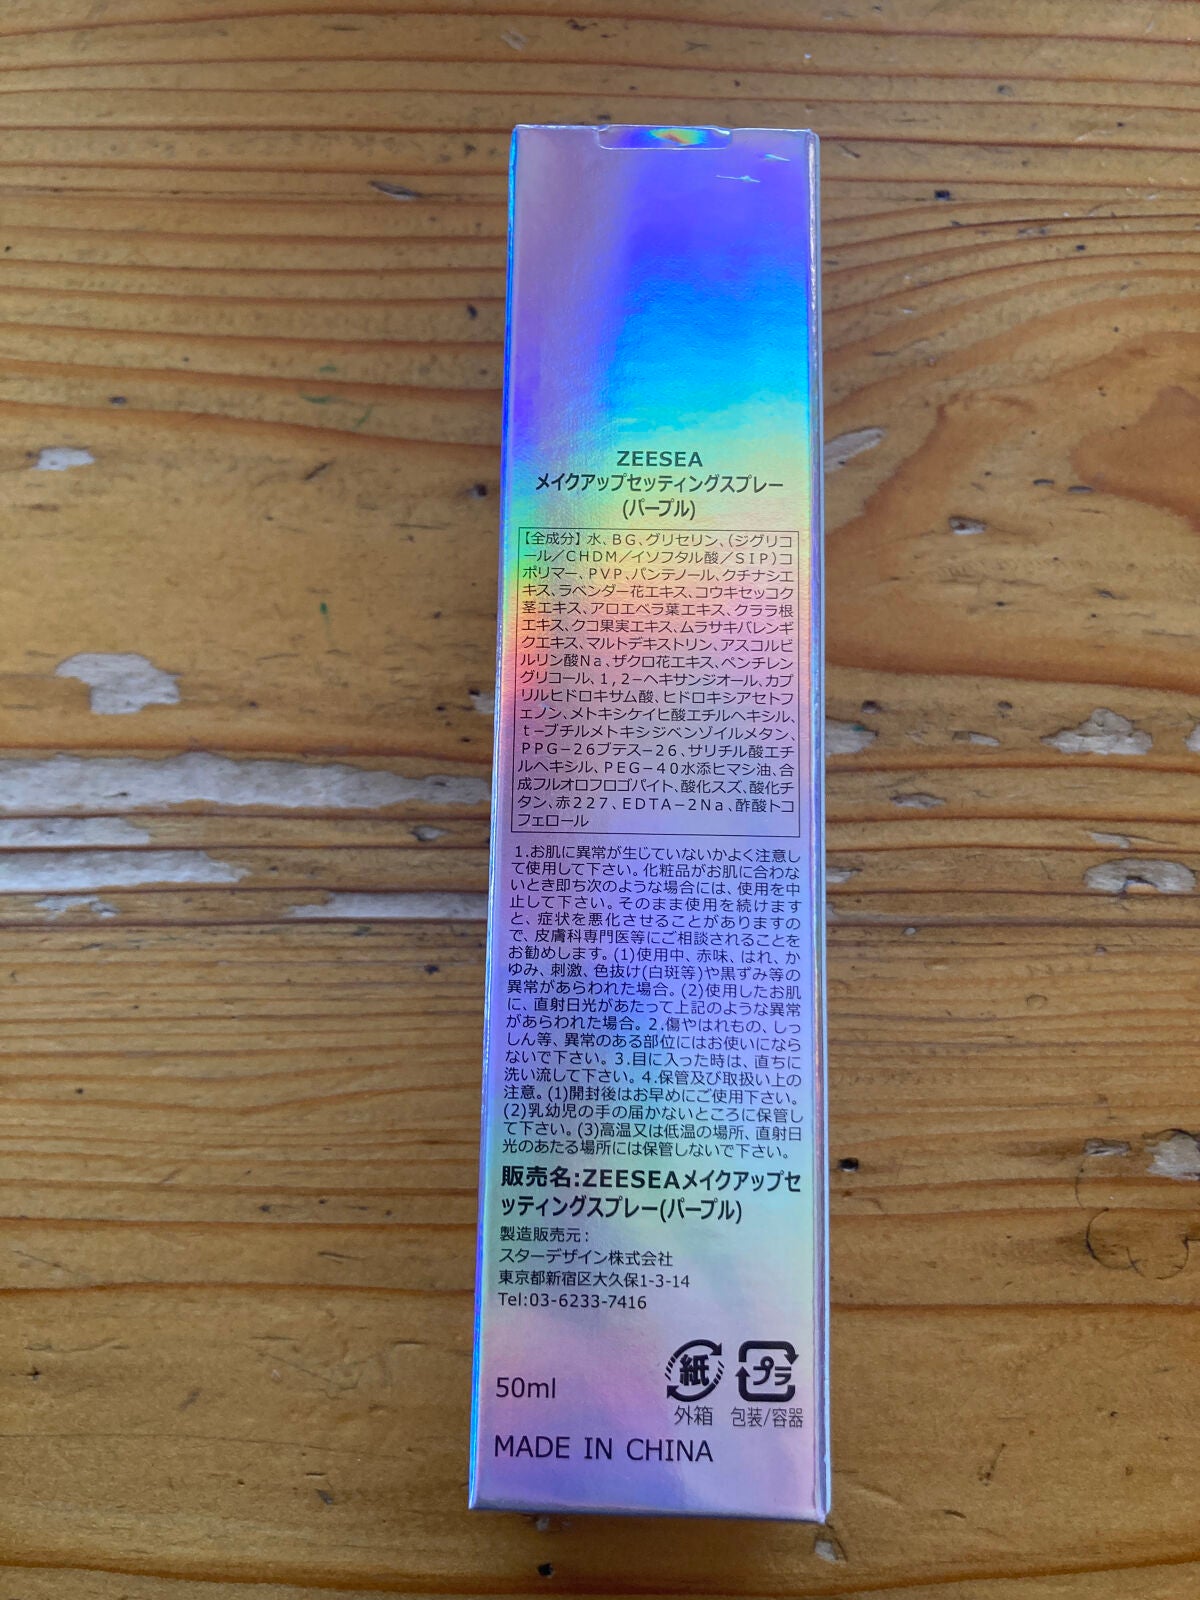 ZEESEA
メイクアップセッティングスプレー
(パープル)
【全成分】水、BG、グリセリン、(ジグリコ
ール/CHDM/イソフタル酸/SIP)コ
ポリマー、PVP、パンテノール、クチナシエ
キス、ラベンダー花エキス、コウキセッコク
茎エキス、アロエベラ葉エキス、クララ根
エキス、クコ果実エキス、ムラサキバレンギ
クエキス、マルトデキストリン、アスコルビ
ルリン酸Na、ザクロ花エキス、ペンチレン
グリコール、1,2-ヘキサンジオール、カプ
リルヒドロキサム酸、ヒドロキシアセトフ
ェノン、メトキシケイヒ酸エチルヘキシル、
t-ブチルメトキシジベンゾイルメタン、
PPG-26ブテス-26、サリチル酸エチ
ルヘキシル、PEG-40水添ヒマシ油、合
成フルオロフロゴパイト、酸化スズ、酸化チ
タン、赤227、EDTA-2Na、酢酸トコ
フェロール
1.お肌に異常が生じていないかよく注意し
て使用して下さい。化粧品がお肌に合わな
いとき即ち次のような場合には、使用を中
止して下さい。そのまま使用を続けます
と、症状を悪化させることがありますの
で、皮膚科専門医等にご相談されることを
お勧めします。(1)使用中、赤味、はれ、か
ゆみ、刺激、色抜け(白斑等)や黒ずみ等の
異常があらわれた場合。(2)使用したお肌
に、直射日光があたって上記のような異常
があらわれた場合。2.傷やはれもの、しっ
しん等、異常のある部位にはお使いになら
ないで下さい。3.目に入った時は、直ちに
洗い流して下さい。4.保管及び取扱い上の
注意。(1)開封後はお早めにご使用下さい。
(2)乳幼児の手の届かないところに保管し
て下さい。(3)高温又は低温の場所、直射日
光のあたる場所には保管しないで下さい。
販売名:ZEESEAメイクアップセ
ッティングスプレー(パープル)
製造販売元:
スターデザイン株式会社
東京都新宿区大久保1-3-14
Tel:03-6233-7416
紙 プラ
50ml
外箱 包装/容器
MADE IN CHINA